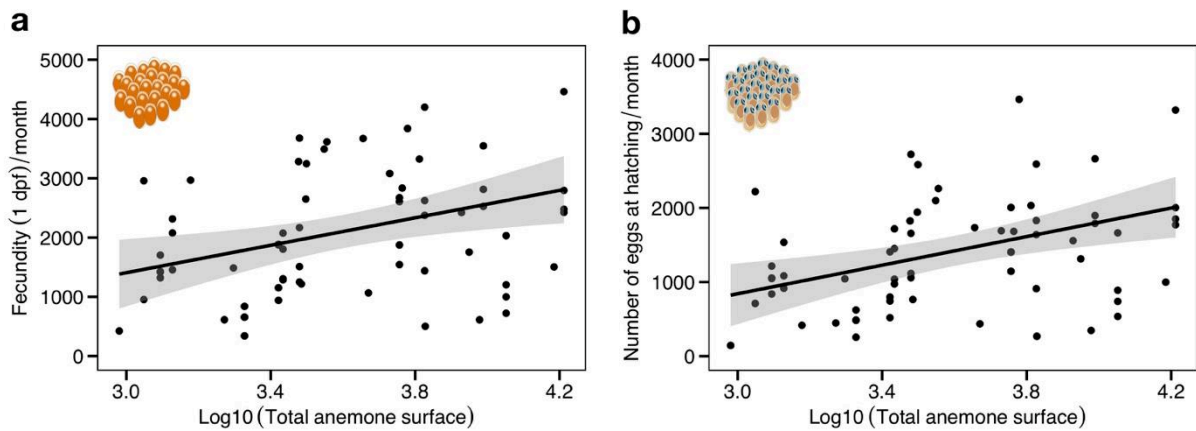 a
Fecundity (1 dpf)/month
5000
4000
3000
2000
1000
0
3.0 3.4 3.8 4.2
Log10 (Total anemone surface)
b
Number of eggs at hatching/month
4000
3000
2000
1000
0
3.0 3.4 3.8 4.2
Log10 (Total anemone surface)